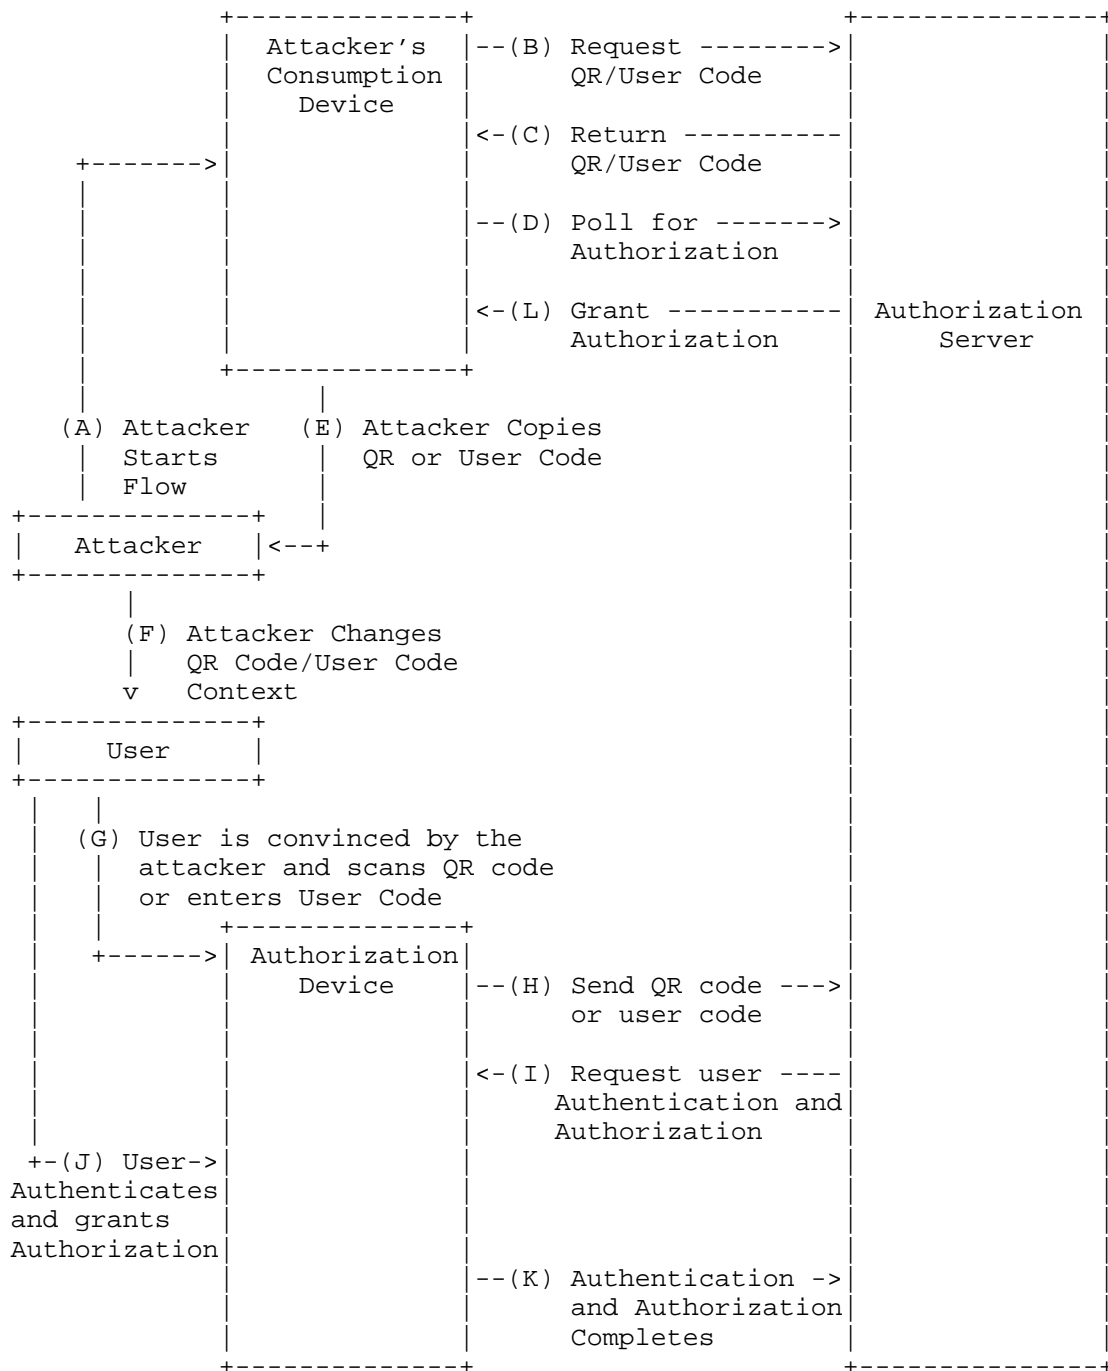 Attacker's --(B) Request -------->
Consumption QR/User Code
Device
<-(C) Return ----------
QR/User Code
--(D) Poll for ------->
Authorization
<-(L) Grant ----------- Authorization
Authorization Server
(A) Attacker (E) Attacker Copies
Starts QR or User Code
Flow
Attacker
(F) Attacker Changes
QR Code/User Code
Context
User
(G) User is convinced by the
attacker and scans QR code
or enters User Code
Authorization
Device --(H) Send QR code --->
or user code
<-(I) Request user ----
Authentication and
Authorization
+-(J) User->
Authenticates
and grants
Authorization
--(K) Authentication ->
and Authorization
Completes